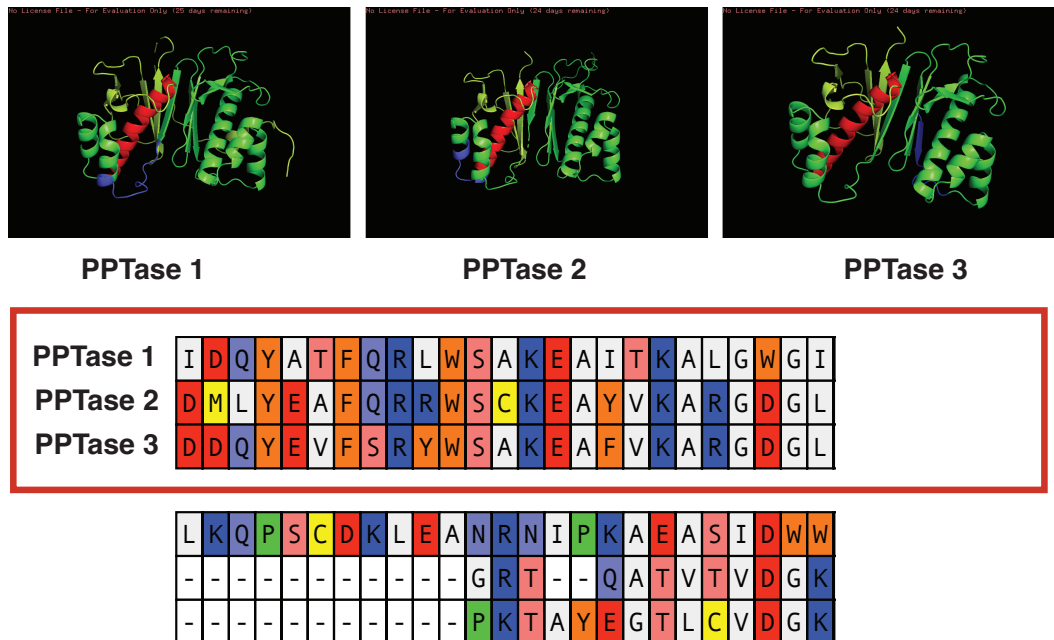 No License File - For Evaluation Only (25 days remaining)
No License File - For Evaluation Only (24 days remaining)
No License File - For Evaluation Only (24 days remaining)
PPTase 1
PPTase 2
PPTase 3
PPTase 1 I D Q Y A T F Q R L W S A K E A I T K A L G W G I
PPTase 2 D M L Y E A F Q R R W S C K E A Y V K A R G D G L
PPTase 3 D D Q Y E V F S R Y W S A K E A F V K A R G D G L
L K Q P S C D K L E A N R N I P K A E A S I D W W
- - - - - - - - - - - G R T - - Q A T V T V D G K
- - - - - - - - - - - P K T A Y E G T L C V D G K